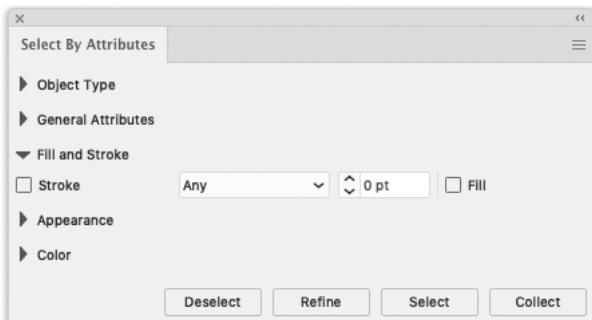 Select By Attributes
Object Type
General Attributes
Fill and Stroke
Stroke Any 0 pt Fill
Appearance
Color
Deselect Refine Select Collect